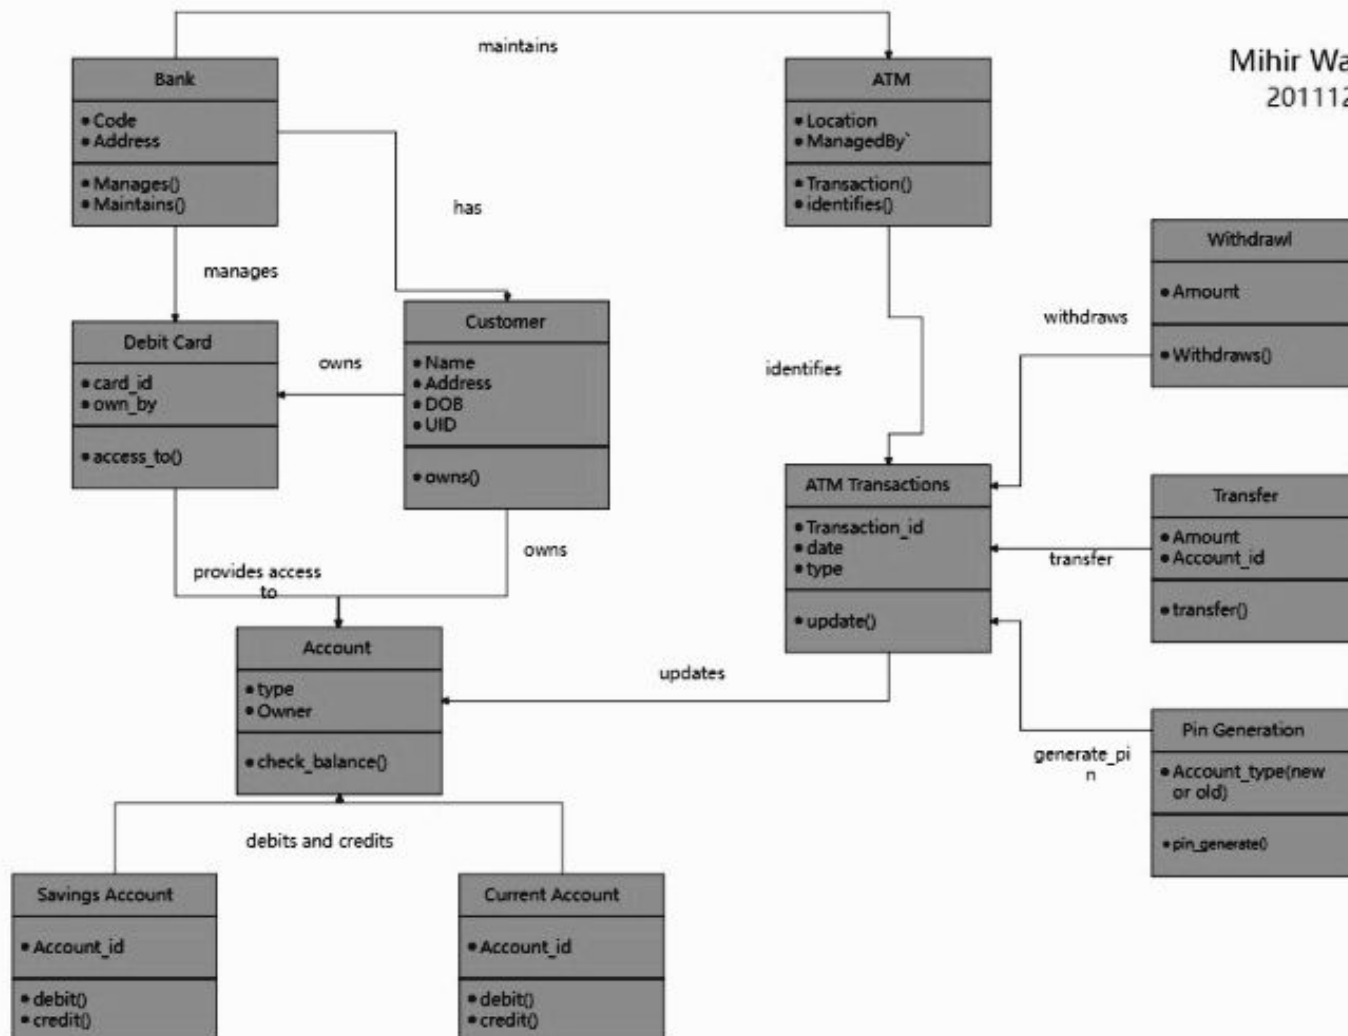 maintains
Mihir Wa
201112
Bank
Code
Address
Manages()
Maintains()
ATM
Location
ManagedBy`
Transaction()
identifies()
has
manages
Withdrawl
Amount
Withdraws()
withdraws
Debit Card
card_id
own_by
access_to()
owns
Customer
Name
Address
DOB
UID
owns()
identifies
ATM Transactions
Transaction_id
date
type
update()
Transfer
Amount
Account_id
transfer()
transfer
owns
provides access
to
Account
type
Owner
check_balance()
updates
generate_pi
n
Pin Generation
Account_type(new
or old)
pin_generate()
debits and credits
Savings Account
Account_id
debit()
credit()
Current Account
Account_id
debit()
credit()